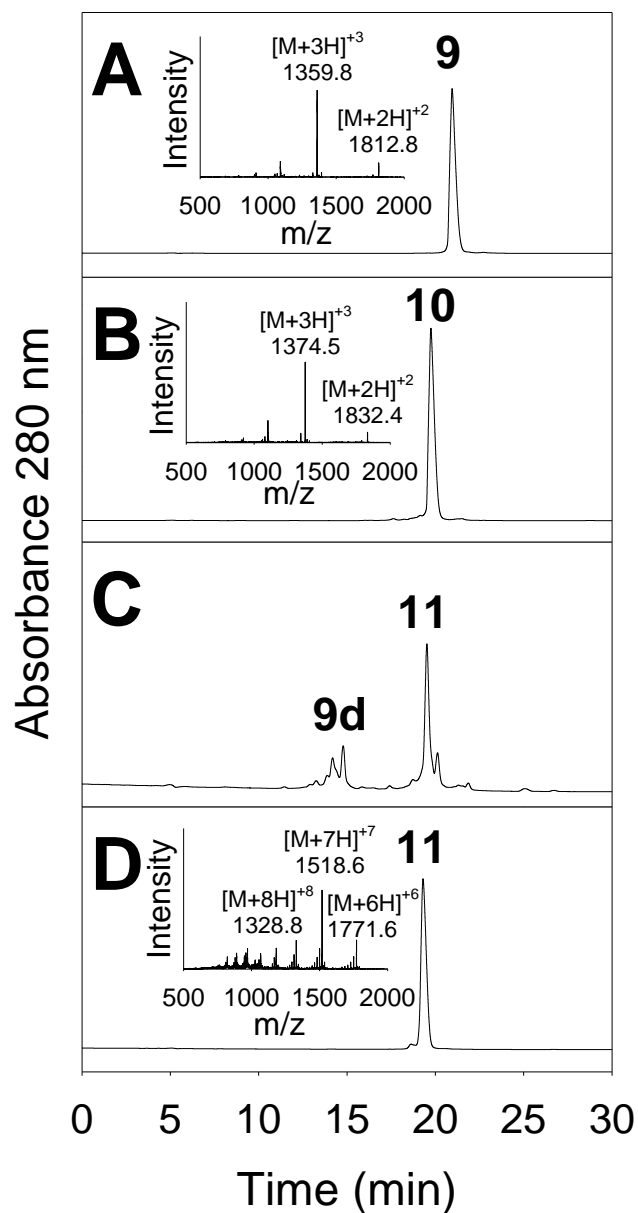 Absorbance 280 nm
A
[M+3H]+3
1359.8
9
[M+2H]+2
1812.8
Intensity
500 1000 1500 2000
m/z
B
[M+3H]+3
1374.5
10
[M+2H]+2
1832.4
Intensity
500 1000 1500 2000
m/z
C
11
9d
D
[M+7H]+7
1518.6
11
[M+8H]+8
1328.8
[M+6H]+6
1771.6
Intensity
500 1000 1500 2000
m/z
0 5 10 15 20 25 30
Time (min)